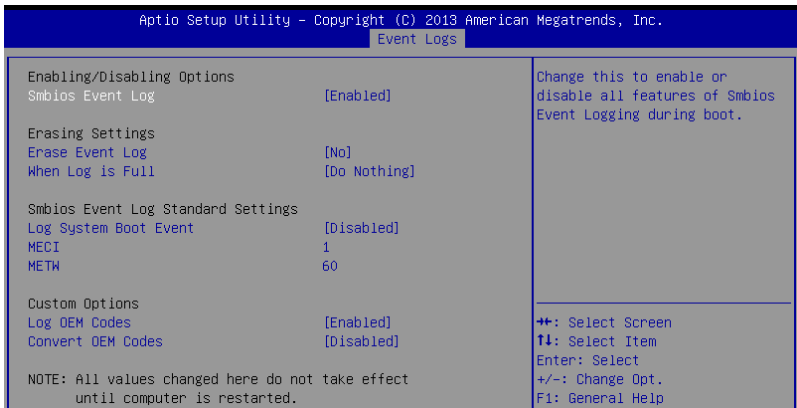 Aptio Setup Utility – Copyright (C) 2013 American Megatrends, Inc.
Event Logs
Enabling/Disabling Options
Smbios Event Log [Enabled]
Erasing Settings
Erase Event Log [No]
When Log is Full [Do Nothing]
Smbios Event Log Standard Settings
Log System Boot Event [Disabled]
MECI 1
METW 60
Custom Options
Log OEM Codes [Enabled]
Convert OEM Codes [Disabled]
NOTE: All values changed here do not take effect
until computer is restarted.
Change this to enable or
disable all features of Smbios
Event Logging during boot.
→←: Select Screen
↑↓: Select Item
Enter: Select
+/-: Change Opt.
F1: General Help